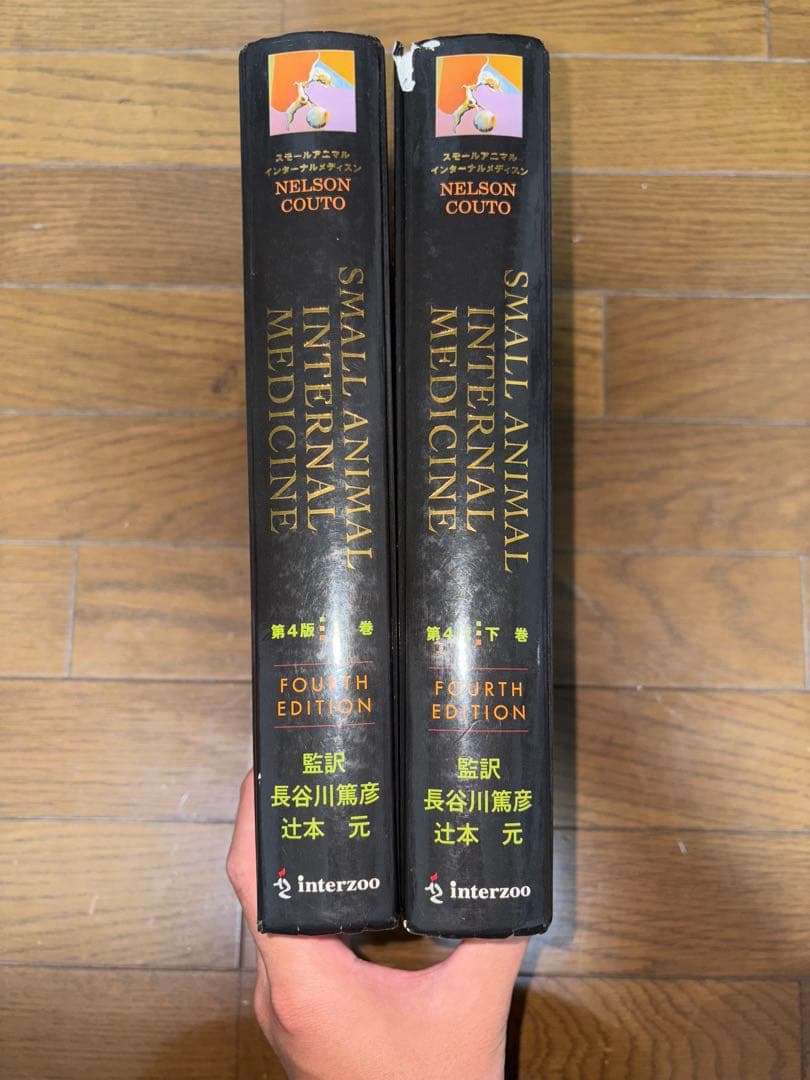 スモールアニマル
インターナルメディスン
NELSON
COUTO
SMALL ANIMAL
INTERNAL
MEDICINE
第4版 巻
FOURTH
EDITION
監訳
長谷川篤彦
辻本 元
interzoo
スモールアニマル
インターナルメディスン
NELSON
COUTO
SMALL ANIMAL
INTERNAL
MEDICINE
第4 下 巻
FOURTH
EDITION
監訳
長谷川篤彦
辻本 元
interzoo